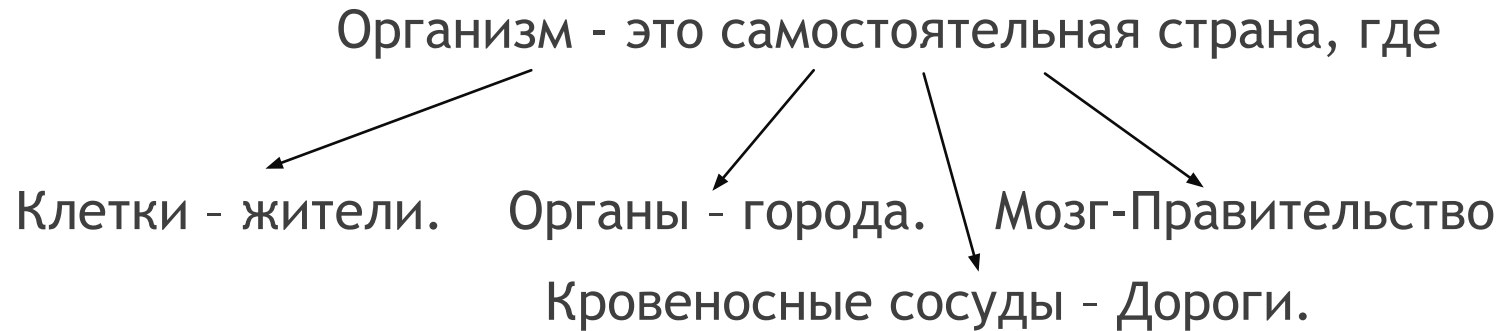 Организм - это самостоятельная страна, где
Клетки – жители. Органы – города. Мозг-Правительство
Кровеносные сосуды – Дороги.